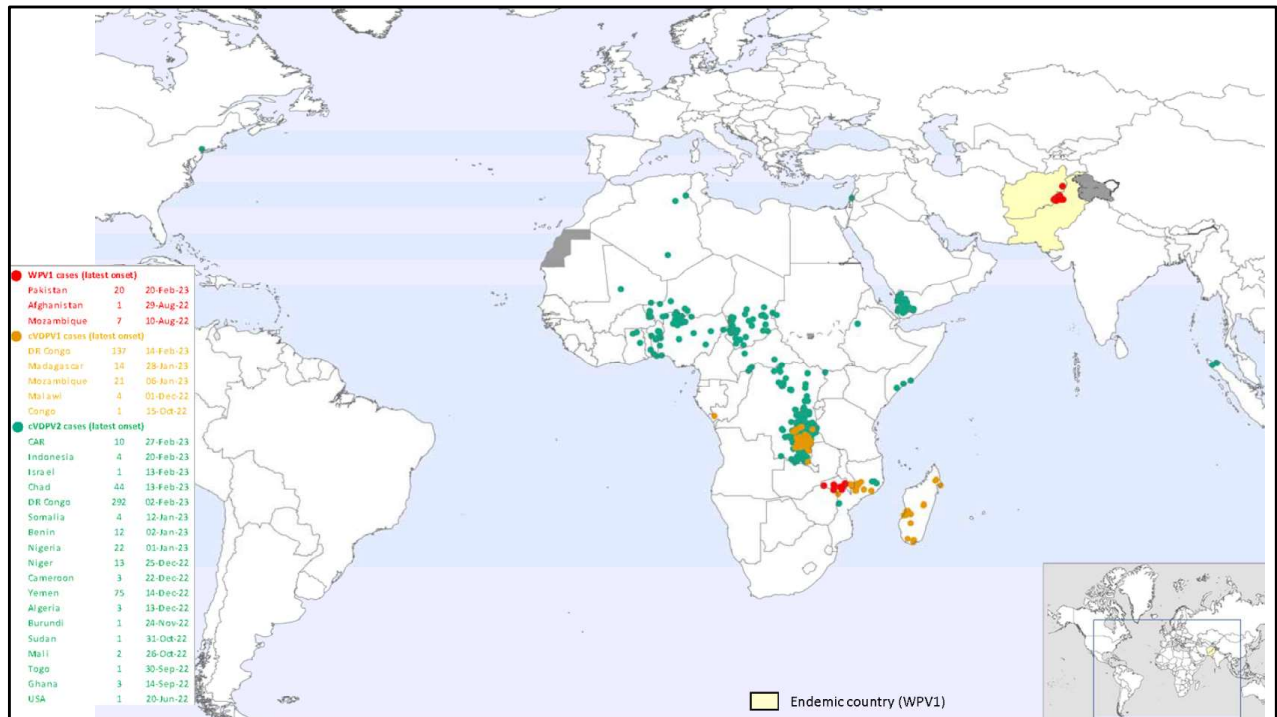 WPV1 cases (latest onset)
Pakistan 20 20-Feb-23
Afghanistan 1 29-Aug-22
Mozambique 7 10-Aug-22
cVDPV1 cases (latest onset)
DR Congo 137 14-Feb-23
Madagascar 14 28-Jan-23
Mozambique 21 06-Jan-23
Malawi 4 01-Dec-22
Congo 1 15-Oct-22
cVDPV2 cases (latest onset)
CAR 10 27-Feb-23
Indonesia 4 20-Feb-23
Israel 1 13-Feb-23
Chad 44 13-Feb-23
DR Congo 292 02-Feb-23
Somalia 4 12-Jan-23
Benin 12 02-Jan-23
Nigeria 22 01-Jan-23
Niger 13 25-Dec-22
Cameroon 3 22-Dec-22
Yemen 75 14-Dec-22
Algeria 3 13-Dec-22
Burundi 1 24-Nov-22
Sudan 1 31-Oct-22
Mali 2 26-Oct-22
Togo 1 30-Sep-22
Ghana 3 14-Sep-22
USA 1 20-Jun-22
Endemic country (WPV1)